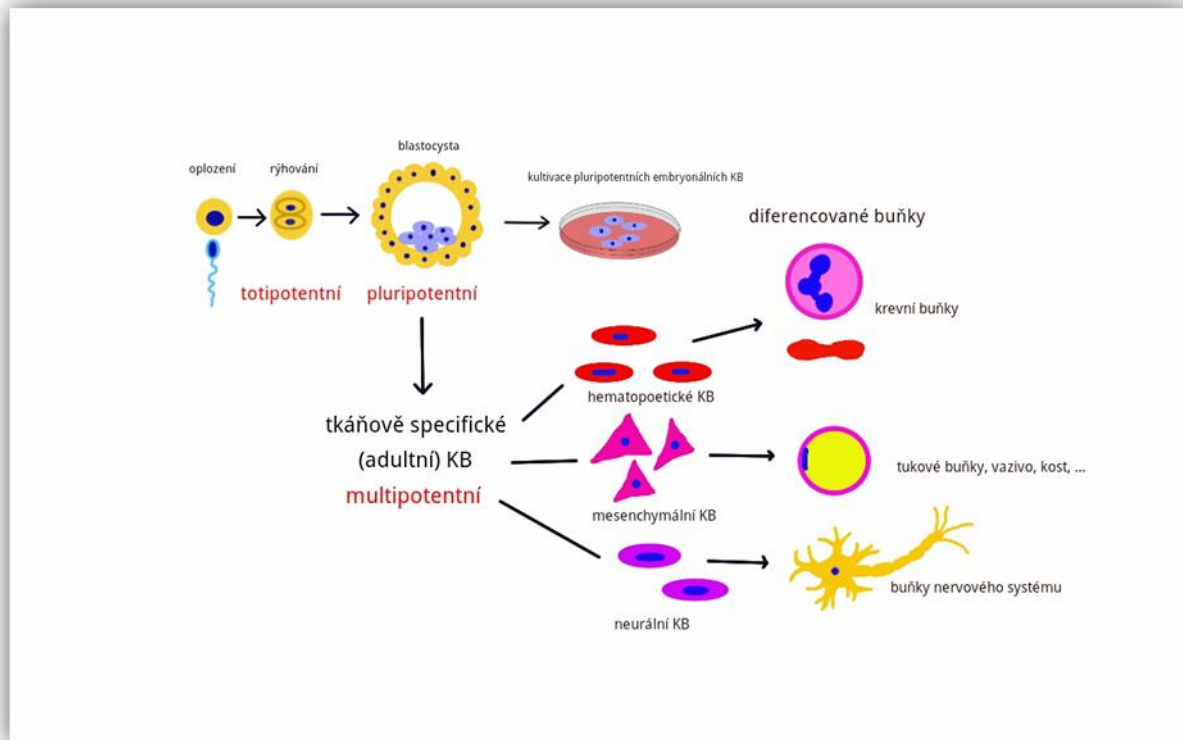 oplození
rýhování
blastocysta
kultivace pluripotentních embryonálních KB
diferencované buňky
totipotentní
pluripotentní
krevní buňky
hematopoetické KB
tkáňově specifické
(adultní) KB
multipotentní
tukové buňky, vazivo, kost, ...
mesenchymální KB
buňky nervového systému
neurální KB